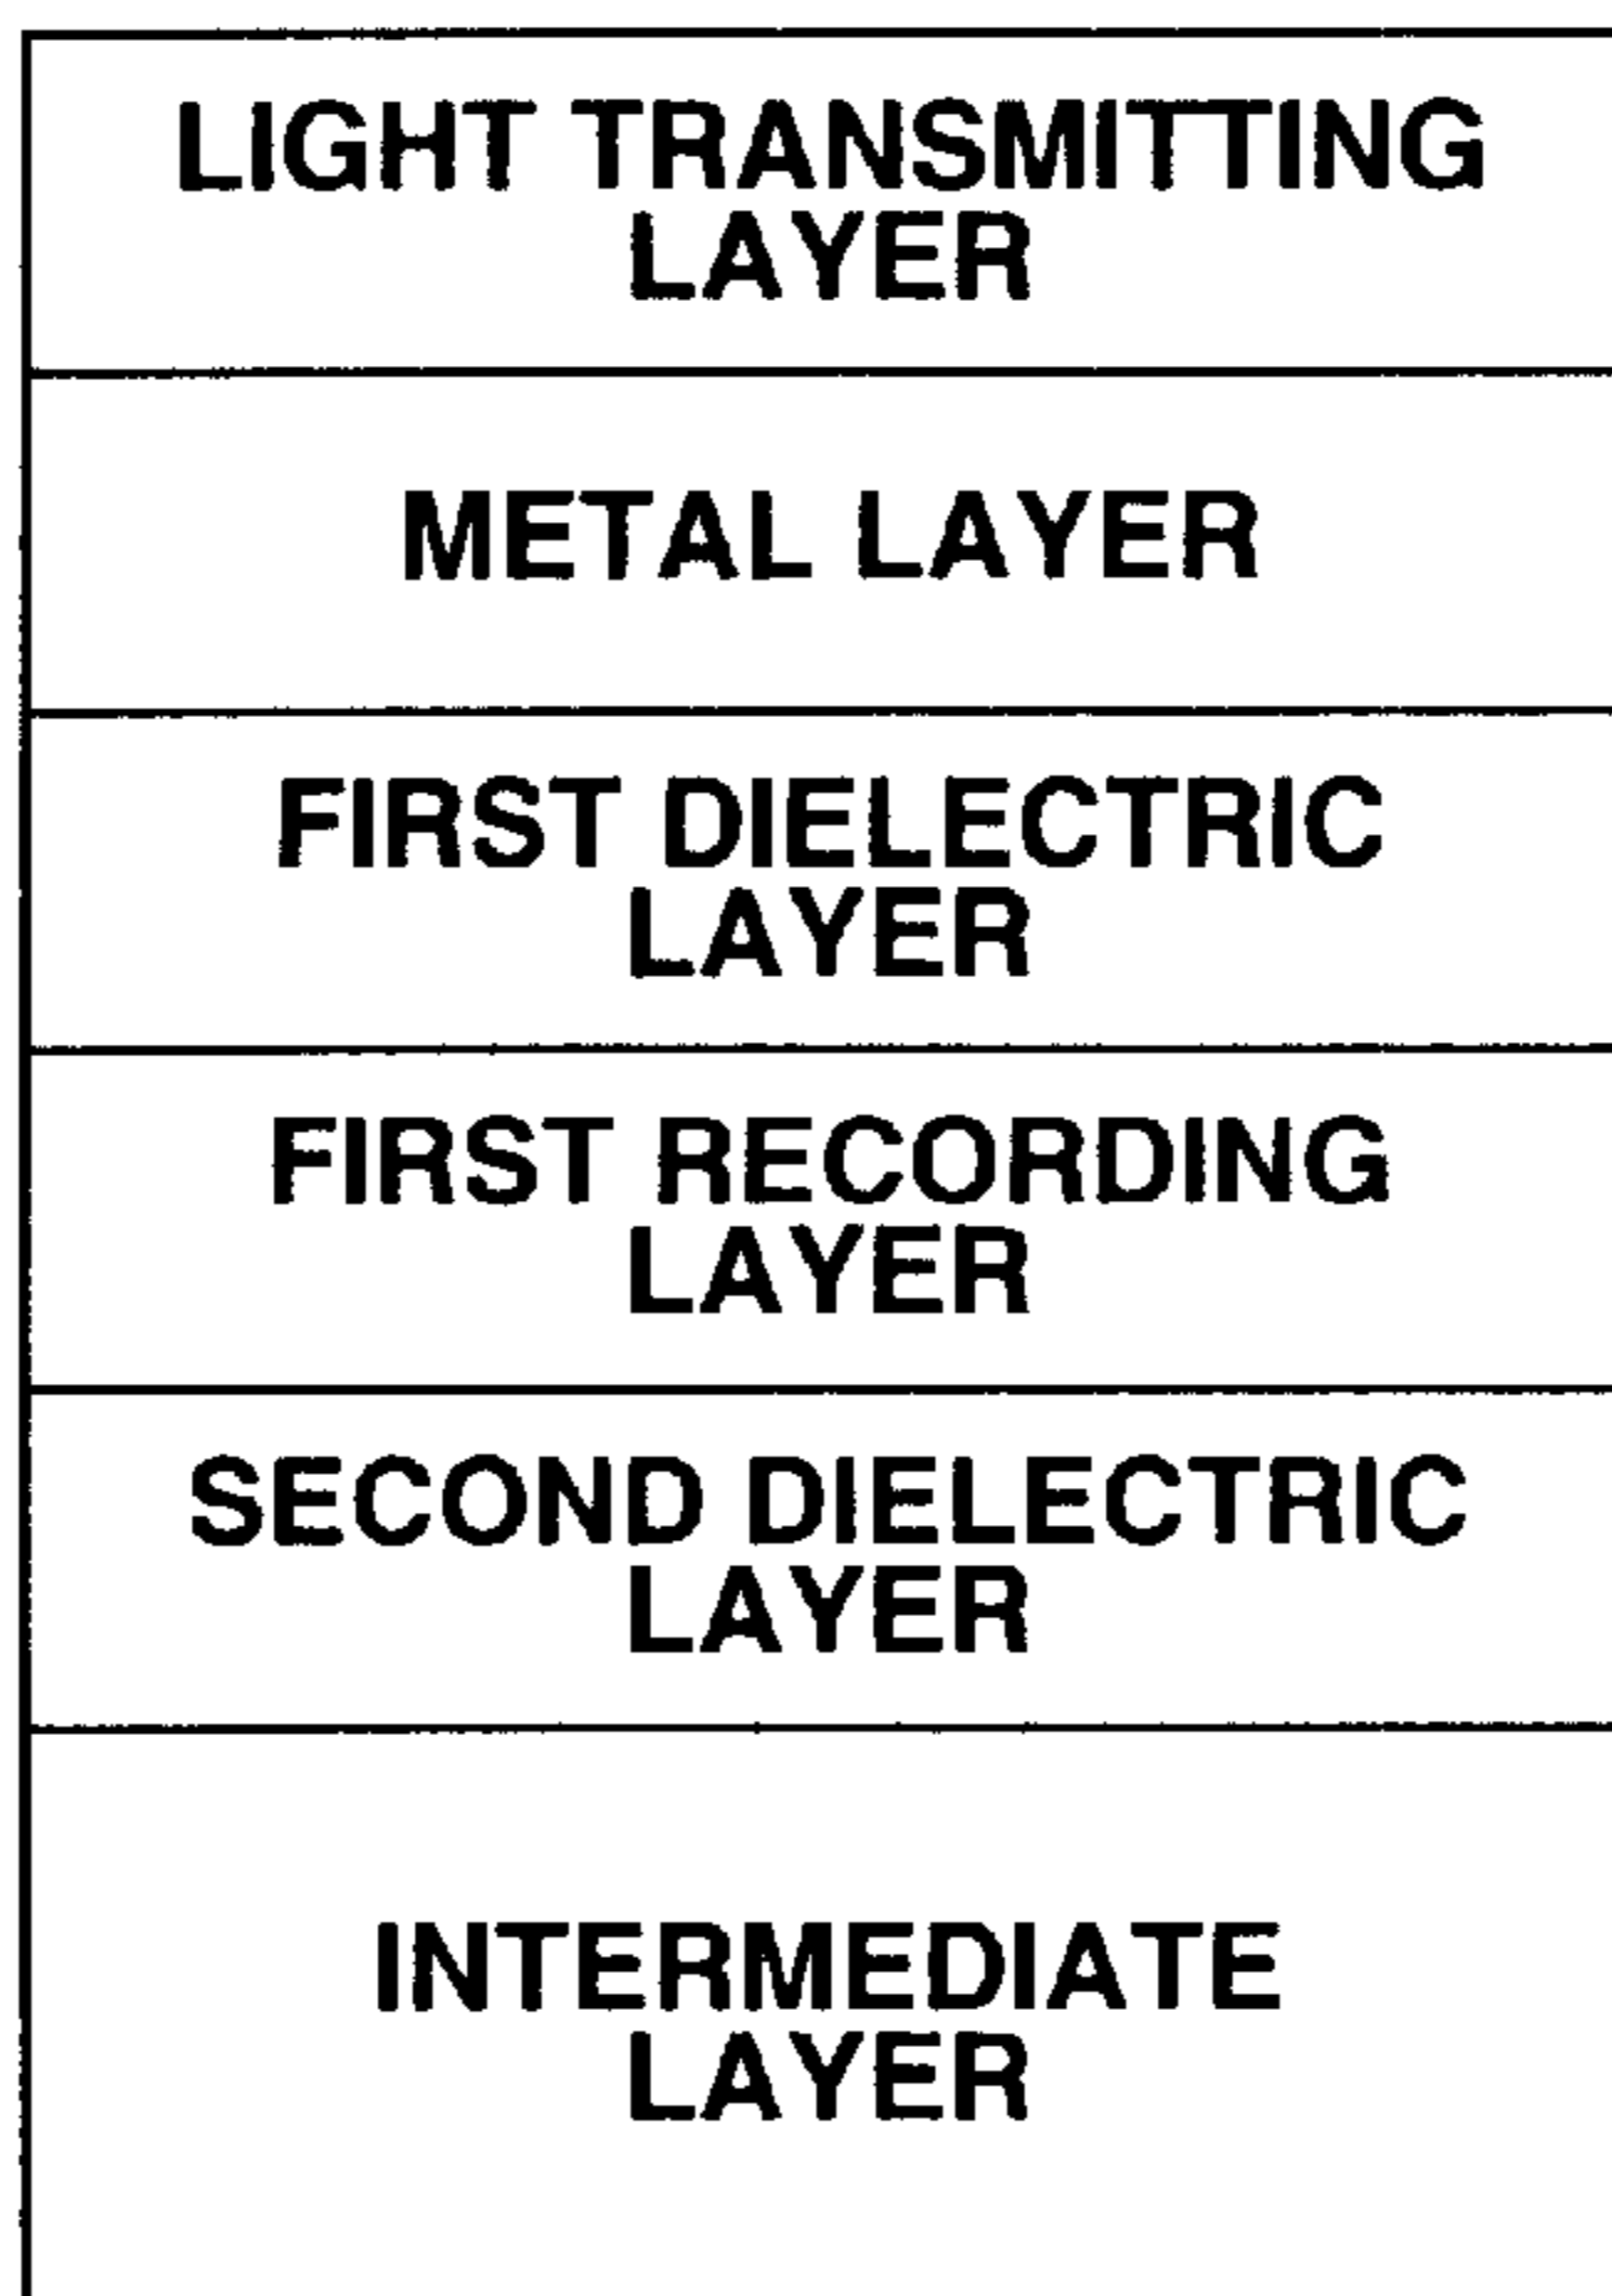 LIGHT TRANSMITTING
LAYER
METAL LAYER
FIRST DIELECTRIC
LAYER
FIRST RECORDING
LAYER
SECOND DIELECTRIC
LAYER
INTERMEDIATE
LAYER